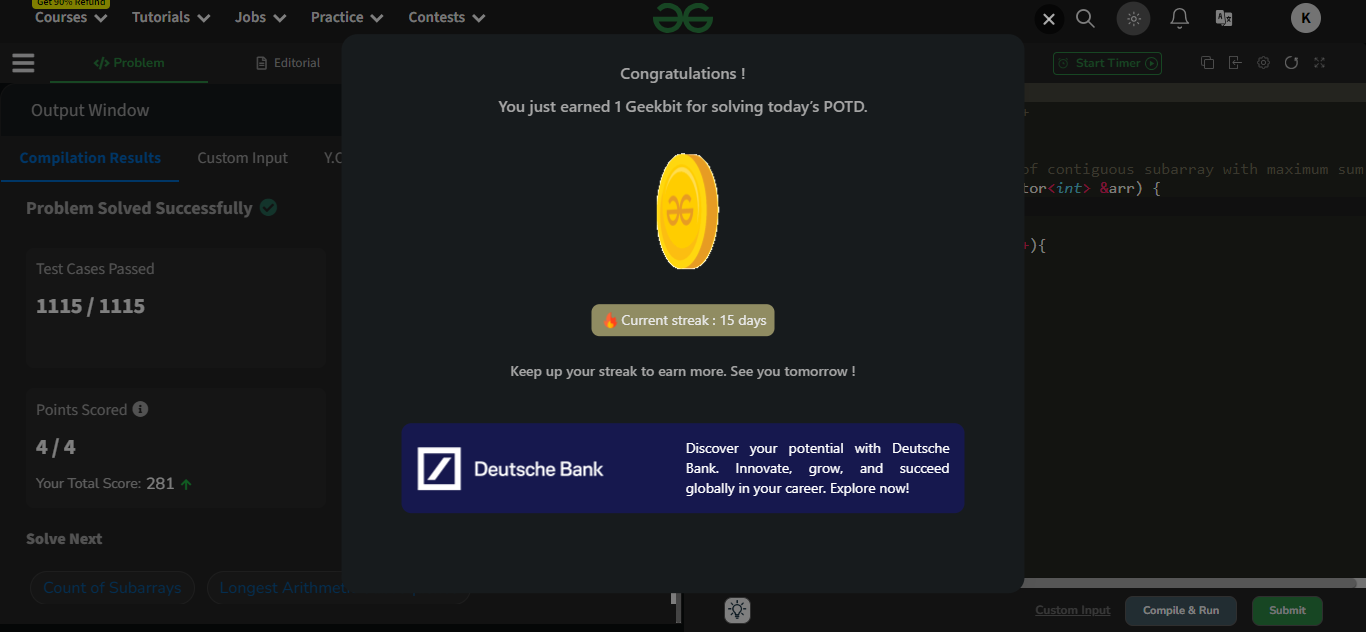 Get 90% Refund
Courses
Tutorials
Jobs
Practice
Contests
K
</> Problem
Editorial
Start Timer
Output Window
Compilation Results
Custom Input
Problem Solved Successfully
Test Cases Passed
1115 / 1115
Points Scored
4 / 4
Your Total Score: 281
Solve Next
Count of Subarrays
Congratulations !
You just earned 1 Geekbit for solving today's POTD.
Current streak : 15 days
Keep up your streak to earn more. See you tomorrow !
Deutsche Bank
Discover your potential with Deutsche
Bank. Innovate, grow, and succeed
globally in your career. Explore now!
of contiguous subarray with maximum sum
<int> &arr) {
){
Custom Input
Compile & Run
Submit